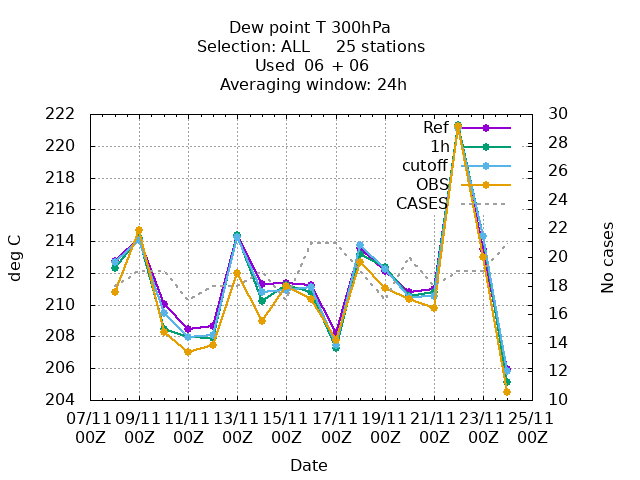 Dew point T 300hPa
Selection: ALL 25 stations
Used 06 + 06
Averaging window: 24h
222
220
218
216
214
212
210
208
206
204
30
28
26
24
22
20
18
16
14
12
10
deg C
No cases
Ref
1h
cutoff
OBS
CASES
07/11 09/11 11/11 13/11 15/11 17/11 19/11 21/11 23/11 25/11
00Z 00Z 00Z 00Z 00Z 00Z 00Z 00Z 00Z 00Z
Date